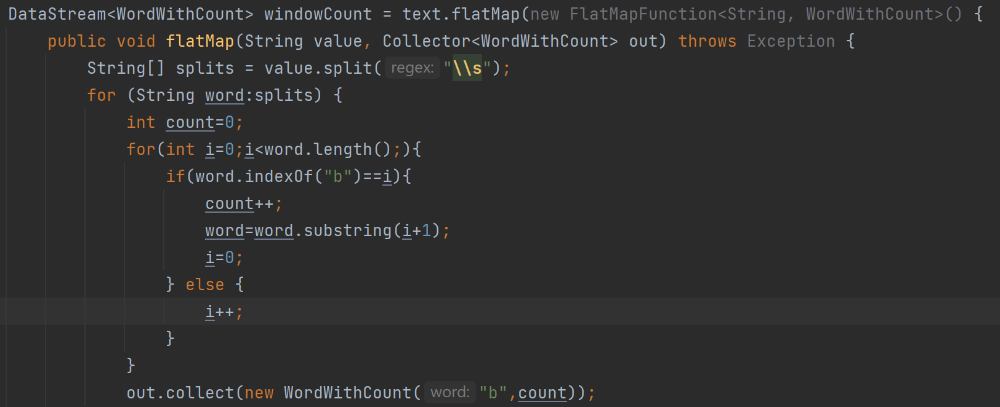 DataStream<WordWithCount> windowCount = text.flatMap(new FlatMapFunction<String, WordWithCount>() {
public void flatMap(String value, Collector<WordWithCount> out) throws Exception {
String[] splits = value.split( regex: "\\s");
for (String word:splits) {
int count=0;
for(int i=0;i<word.length();){
if(word.indexOf("b")==i){
count++;
word=word.substring(i+1);
i=0;
} else {
i++;
}
}
out.collect(new WordWithCount( word: "b",count));